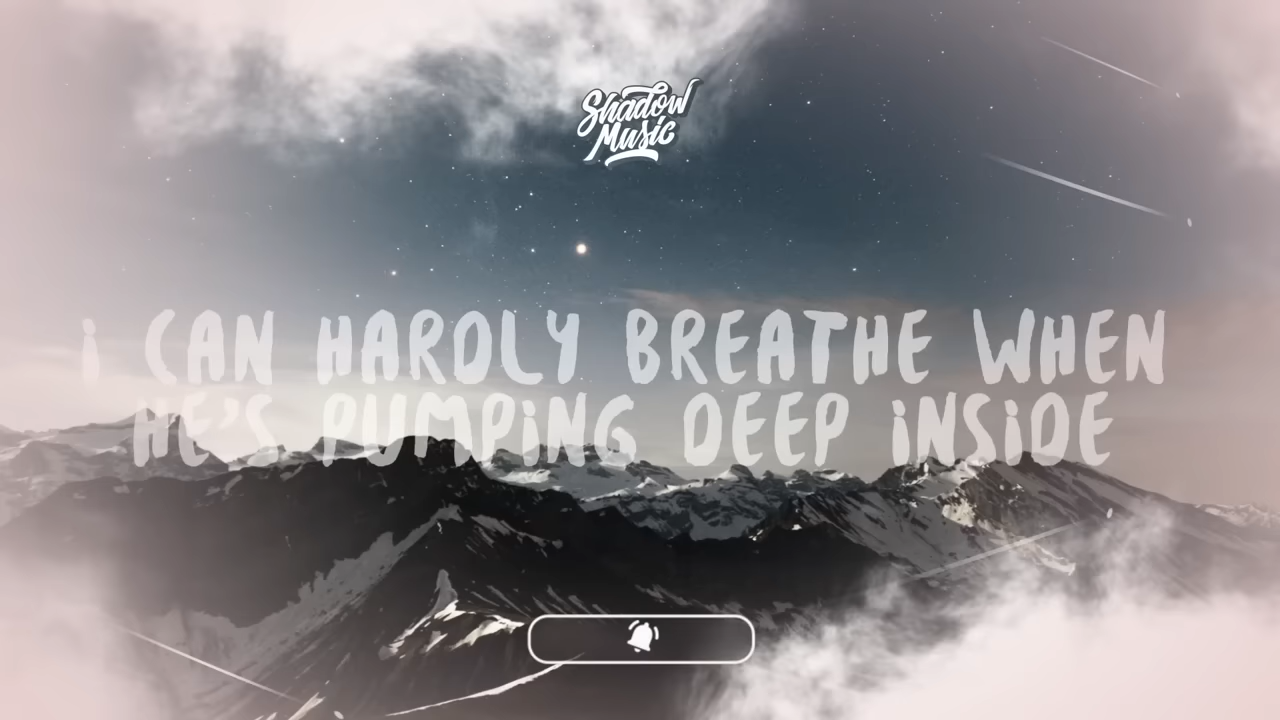 Shadow
Music
i CAN HARDLY BREATHE WHEN
HE'S PUMPiNG DEEP iNSiDE